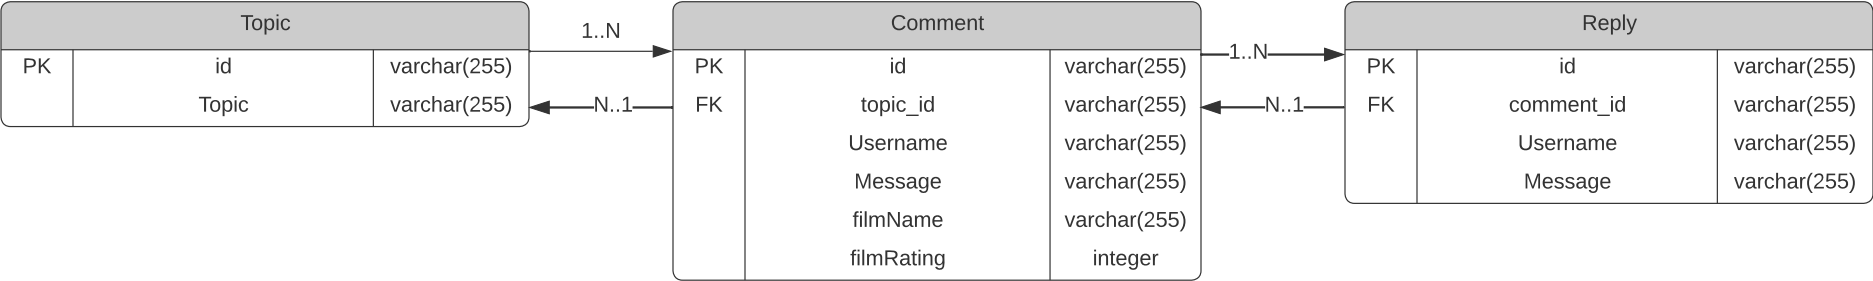 Topic
PK id varchar(255)
Topic varchar(255)
1..N
N..1
Comment
PK id varchar(255)
FK topic_id varchar(255)
Username varchar(255)
Message varchar(255)
filmName varchar(255)
filmRating integer
1..N
N..1
Reply
PK id varchar(255)
FK comment_id varchar(255)
Username varchar(255)
Message varchar(255)